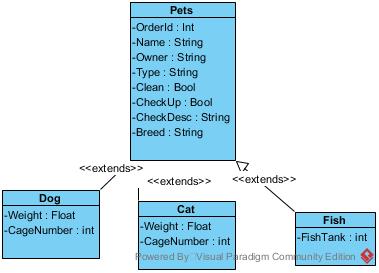 Pets
-OrderId : Int
-Name : String
-Owner : String
-Type : String
-Clean : Bool
-CheckUp : Bool
-CheckDesc : String
-Breed : String
<<extends>>
<<extends>>
<<extends>>
Dog
-Weight : Float
-CageNumber : int
Cat
-Weight : Float
-CageNumber : int
Fish
-FishTank : int
Powered By Visual Paradigm Community Edition